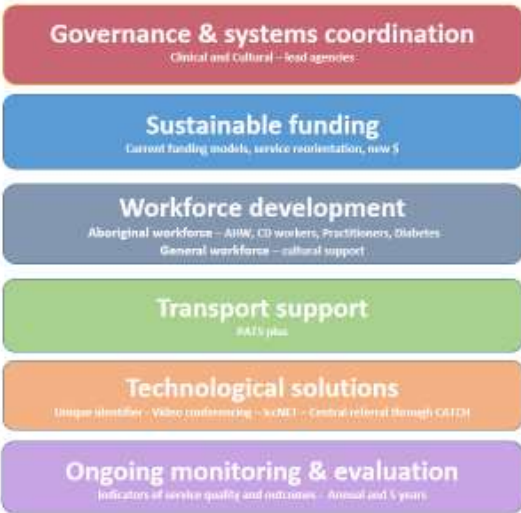 Governance & systems coordination
Clinical and Cultural – lead agencies
Sustainable funding
Current funding models, service reorientation, new $
Workforce development
Aboriginal workforce – AHW, CD workers, Practitioners, Diabetes
General workforce – cultural support
Transport support
PATS plus
Technological solutions
Unique identifier - Video conferencing – iccNET – Central referral through CATCH
Ongoing monitoring & evaluation
Indicators of service quality and outcomes - Annual and 5 years